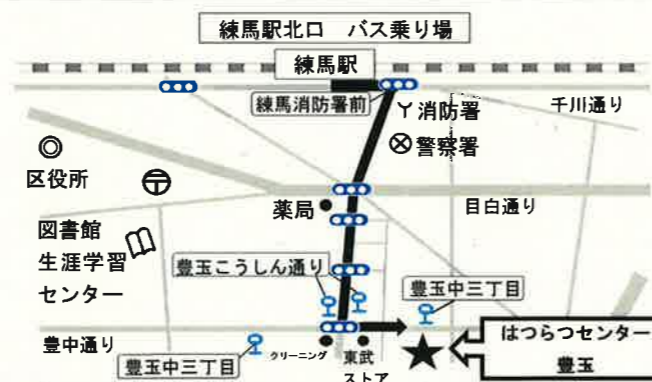 練馬駅北口　バス乗り場
練馬駅
練馬消防署前
消防署
千川通り
警察署
区役所
薬局
目白通り
図書館
生涯学習
センター
豊玉こうしん通り
豊玉中三丁目
豊中通り
豊玉中三丁目
クリーニング
東武
ストア
はつらつセンター
豊玉